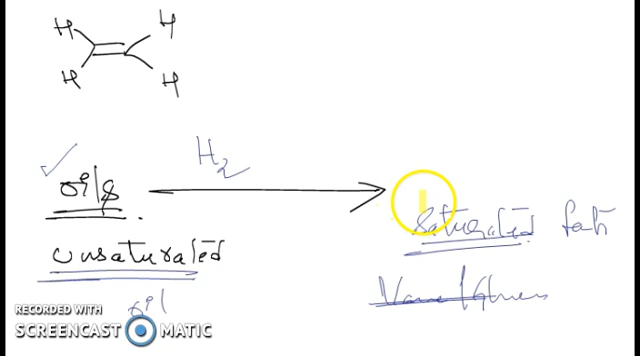 H H
H H
H2
oils
unsaturated
saturated fats
oil
RECORDED WITH
SCREENCAST MATIC